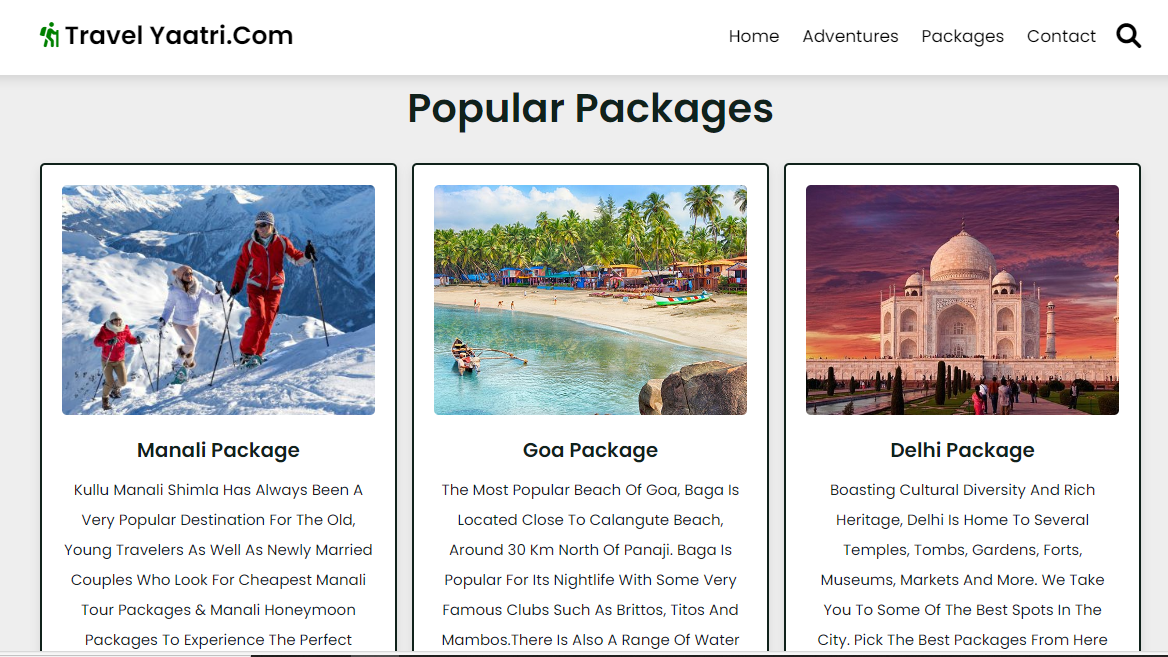 Travel Yaatri.Com
Home Adventures Packages Contact
Popular Packages
Manali Package
Kullu Manali Shimla Has Always Been A
Very Popular Destination For The Old,
Young Travelers As Well As Newly Married
Couples Who Look For Cheapest Manali
Tour Packages & Manali Honeymoon
Packages To Experience The Perfect
Goa Package
The Most Popular Beach Of Goa, Baga Is
Located Close To Calangute Beach,
Around 30 Km North Of Panaji. Baga Is
Popular For Its Nightlife With Some Very
Famous Clubs Such As Brittos, Titos And
Mambos.There Is Also A Range Of Water
Delhi Package
Boasting Cultural Diversity And Rich
Heritage, Delhi Is Home To Several
Temples, Tombs, Gardens, Forts,
Museums, Markets And More. We Take
You To Some Of The Best Spots In The
City. Pick The Best Packages From Here